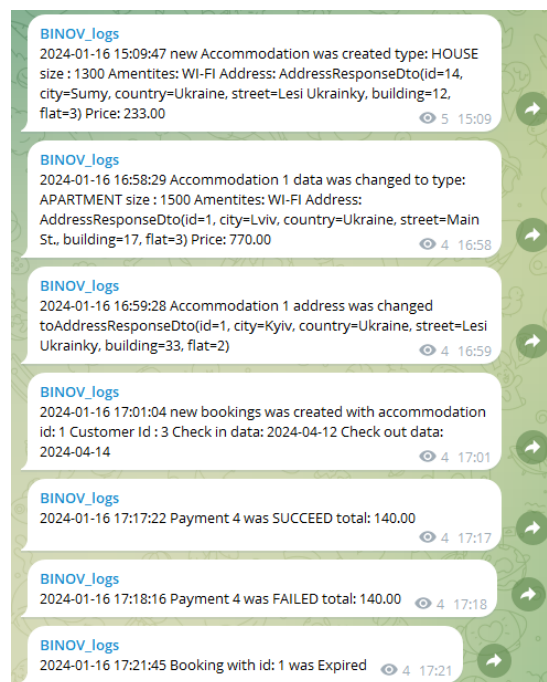 BINOV_logs
2024-01-16 15:09:47 new Accommodation was created type: HOUSE
size : 1300 Amentites: WI-FI Address: AddressResponseDto(id=14,
city=Sumy, country=Ukraine, street=Lesi Ukrainky, building=12,
flat=3) Price: 233.00
5 15:09
BINOV_logs
2024-01-16 16:58:29 Accommodation 1 data was changed to type:
APARTMENT size : 1500 Amentites: WI-FI Address:
AddressResponseDto(id=1, city=Lviv, country=Ukraine, street=Main
St., building=17, flat=3) Price: 770.00
4 16:58
BINOV_logs
2024-01-16 16:59:28 Accommodation 1 address was changed
toAddressResponseDto(id=1, city=Kyiv, country=Ukraine, street=Lesi
Ukrainky, building=33, flat=2)
4 16:59
BINOV_logs
2024-01-16 17:01:04 new bookings was created with accommodation
id: 1 Customer Id : 3 Check in data: 2024-04-12 Check out data:
2024-04-14
4 17:01
BINOV_logs
2024-01-16 17:17:22 Payment 4 was SUCCEED total: 140.00
4 17:17
BINOV_logs
2024-01-16 17:18:16 Payment 4 was FAILED total: 140.00
4 17:18
BINOV_logs
2024-01-16 17:21:45 Booking with id: 1 was Expired
4 17:21